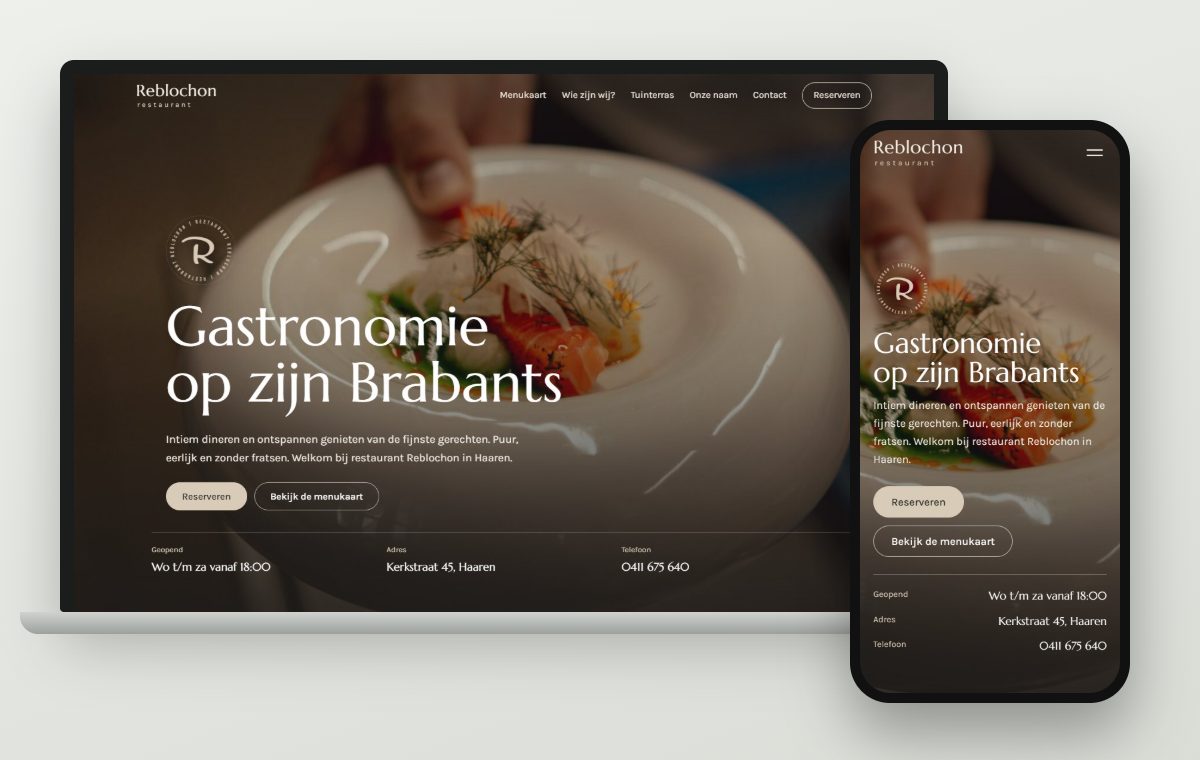 Reblochon
restaurant
Menukaart Wie zijn wij? Tuinterras Onze naam Contact Reserveren
R
Gastronomie
op zijn Brabants
Intiem dineren en ontspannen genieten van de fijnste gerechten. Puur,
eerlijk en zonder fratsen. Welkom bij restaurant Reblochon in Haaren.
Reserveren Bekijk de menukaart
Geopend Adres Telefoon
Wo t/m za vanaf 18:00 Kerkstraat 45, Haaren 0411 675 640
Reblochon
restaurant
R
Gastronomie
op zijn Brabants
Intiem dineren en ontspannen genieten van de
fijnste gerechten. Puur, eerlijk en zonder
fratsen. Welkom bij restaurant Reblochon in
Haaren.
Reserveren
Bekijk de menukaart
Geopend Wo t/m za vanaf 18:00
Adres Kerkstraat 45, Haaren
Telefoon 0411 675 640